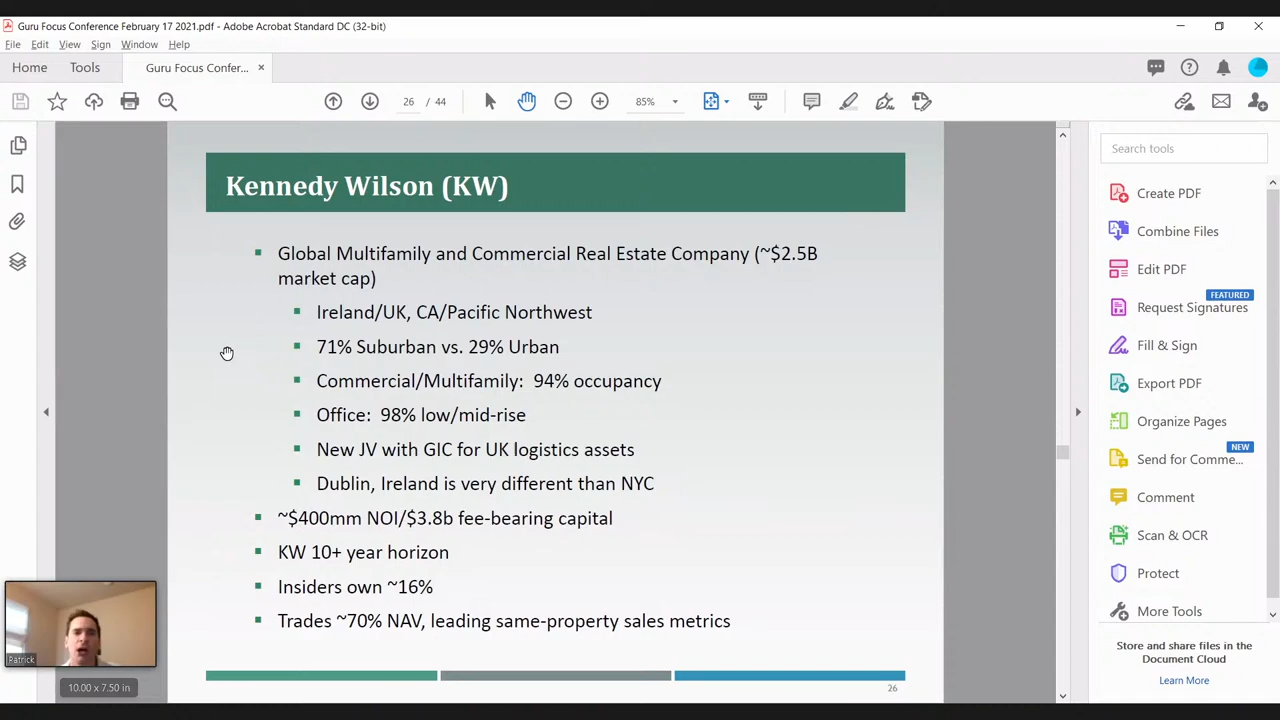 Guru Focus Conference February 17 2021.pdf - Adobe Acrobat Standard DC (32-bit)
File Edit View Sign Window Help
Home Tools Guru Focus Confer... ×
26 / 44 85%
Kennedy Wilson (KW)
Global Multifamily and Commercial Real Estate Company (~$2.5B
market cap)
Ireland/UK, CA/Pacific Northwest
71% Suburban vs. 29% Urban
Commercial/Multifamily: 94% occupancy
Office: 98% low/mid-rise
New JV with GIC for UK logistics assets
Dublin, Ireland is very different than NYC
~$400mm NOI/$3.8b fee-bearing capital
KW 10+ year horizon
Insiders own ~16%
Trades ~70% NAV, leading same-property sales metrics
26
Patrick
10.00 x 7.50 in
Search tools
Create PDF
Combine Files
Edit PDF
FEATURED
Request Signatures
Fill & Sign
Export PDF
Organize Pages
NEW
Send for Comme...
Comment
Scan & OCR
Protect
More Tools
Store and share files in the
Document Cloud
Learn More